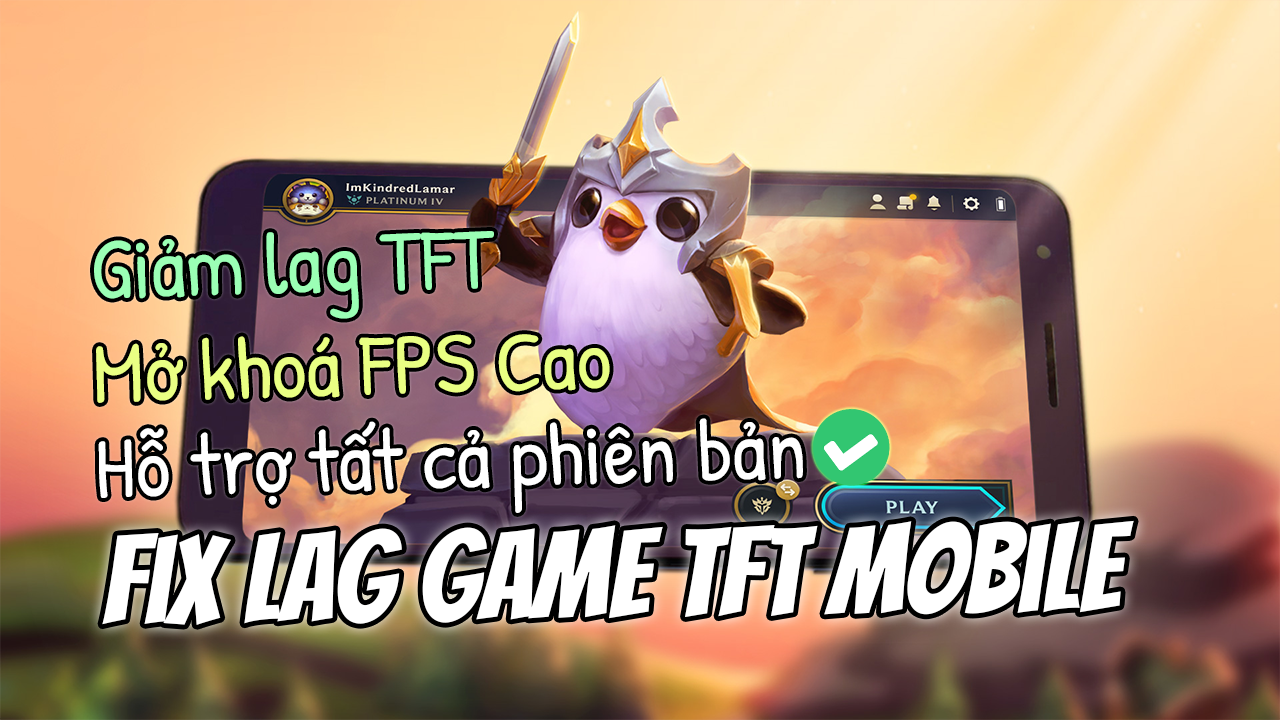 ImKindredLamar
PLATINUM IV
Giảm lag TFT
Mở khoá FPS Cao
Hỗ trợ tất cả phiên bản
PLAY
FIX LAG GAME TFT MOBILE